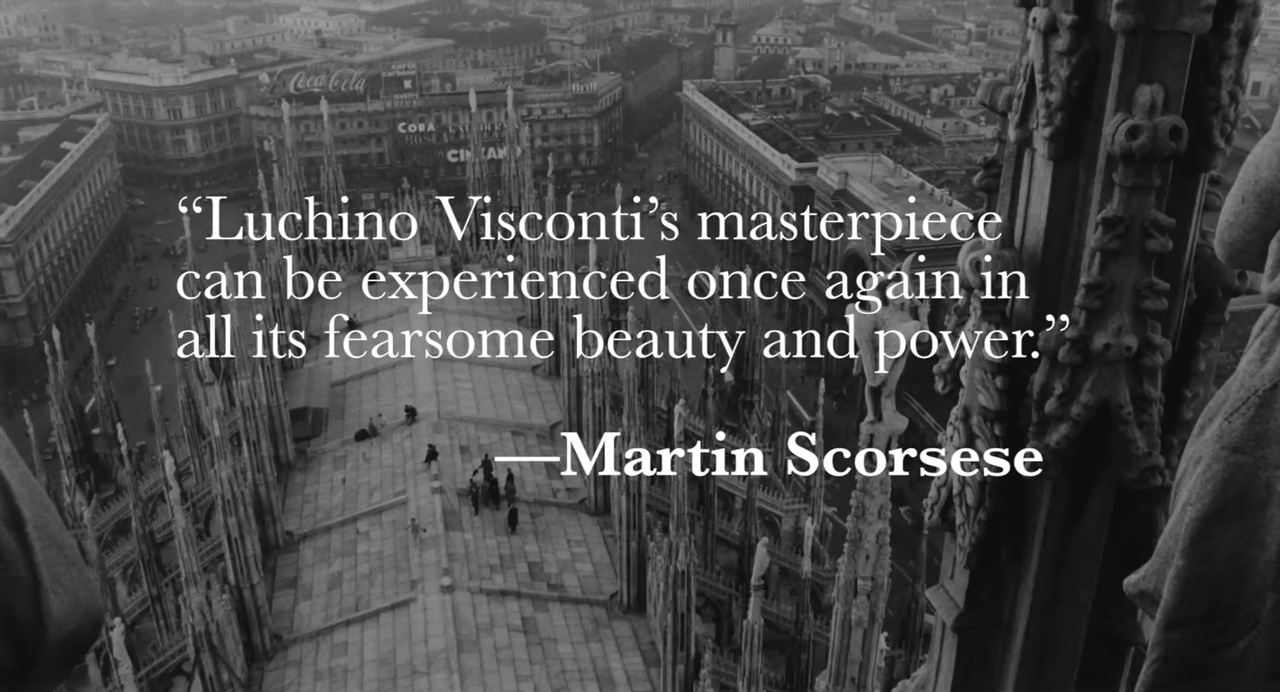 Coca-Cola
Brill
CORA
CINZANO
“Luchino Visconti’s masterpiece
can be experienced once again in
all its fearsome beauty and power.”
—Martin Scorsese